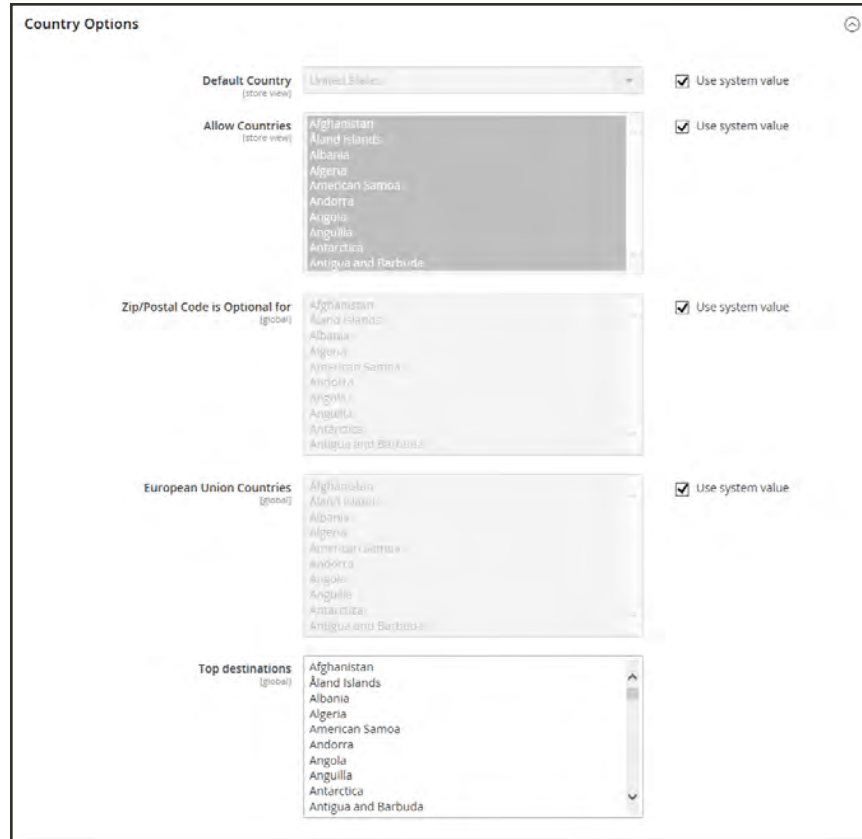 Country Options
Default Country
[store view]
United States
Use system value
Allow Countries
[store view]
Afghanistan
Åland Islands
Albania
Algeria
American Samoa
Andorra
Angola
Anguilla
Antarctica
Antigua and Barbuda
Use system value
Zip/Postal Code is Optional for
[global]
Afghanistan
Åland Islands
Albania
Algeria
American Samoa
Andorra
Angola
Anguilla
Antarctica
Antigua and Barbuda
Use system value
European Union Countries
[global]
Afghanistan
Åland Islands
Albania
Algeria
American Samoa
Andorra
Angola
Anguilla
Antarctica
Antigua and Barbuda
Use system value
Top destinations
[global]
Afghanistan
Åland Islands
Albania
Algeria
American Samoa
Andorra
Angola
Anguilla
Antarctica
Antigua and Barbuda